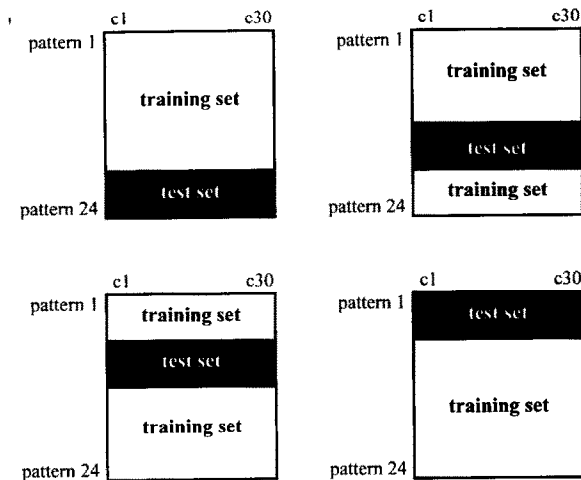 c1 c30
pattern 1
training set
test set
pattern 24
c1 c30
pattern 1
training set
test set
training set
pattern 24
c1 c30
pattern 1
training set
test set
training set
pattern 24
c1 c30
pattern 1
test set
training set
pattern 24